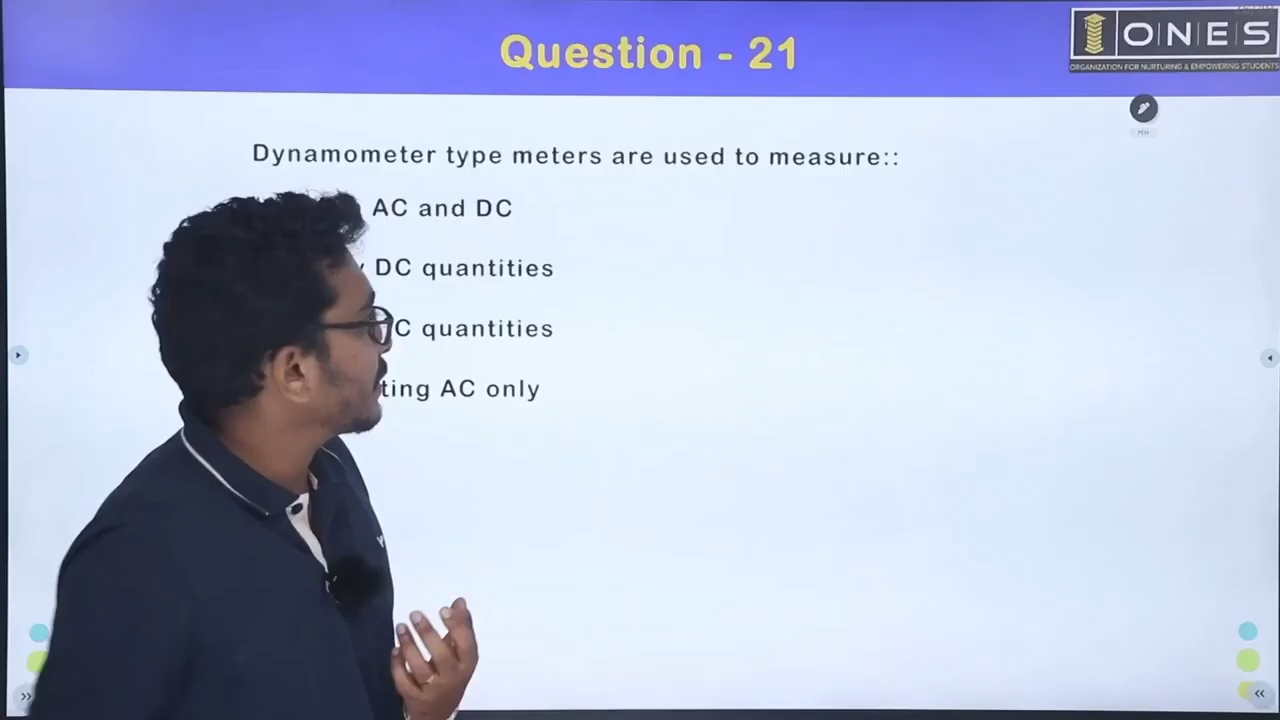 Question - 21
ONES
ORGANIZATION FOR NURTURING & EMPOWERING STUDENTS
PEN
Dynamometer type meters are used to measure::
AC and DC
DC quantities
C quantities
ting AC only